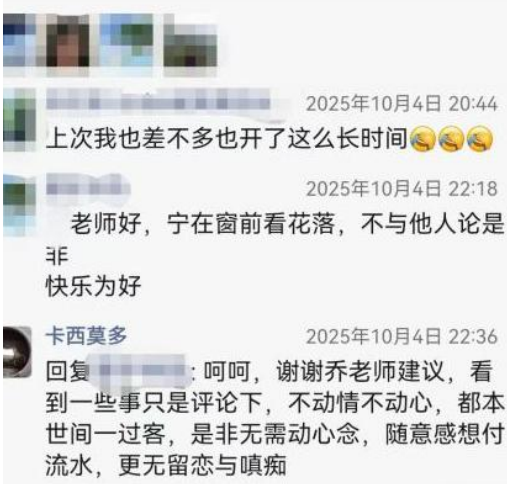 2025年10月4日 20:44
上次我也差不多也开了这么长时间🤣🤣🤣
2025年10月4日 22:18
老师好，宁在窗前看花落，不与他人论是
非
快乐为好
卡西莫多 2025年10月4日 22:36
回复 : 呵呵，谢谢乔老师建议，看
到一些事只是评论下，不动情不动心，都本
世间一过客，是非无需动心念，随意感想付
流水，更无留恋与嗔痴